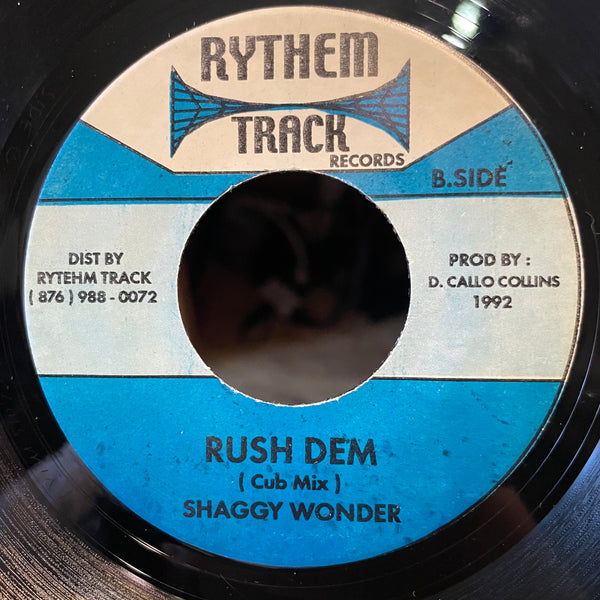 RYTHEM
TRACK
RECORDS
B.SIDE
DIST BY
RYTEHM TRACK
( 876 ) 988 - 0072
PROD BY :
D. CALLO COLLINS
1992
RUSH DEM
( Cub Mix )
SHAGGY WONDER